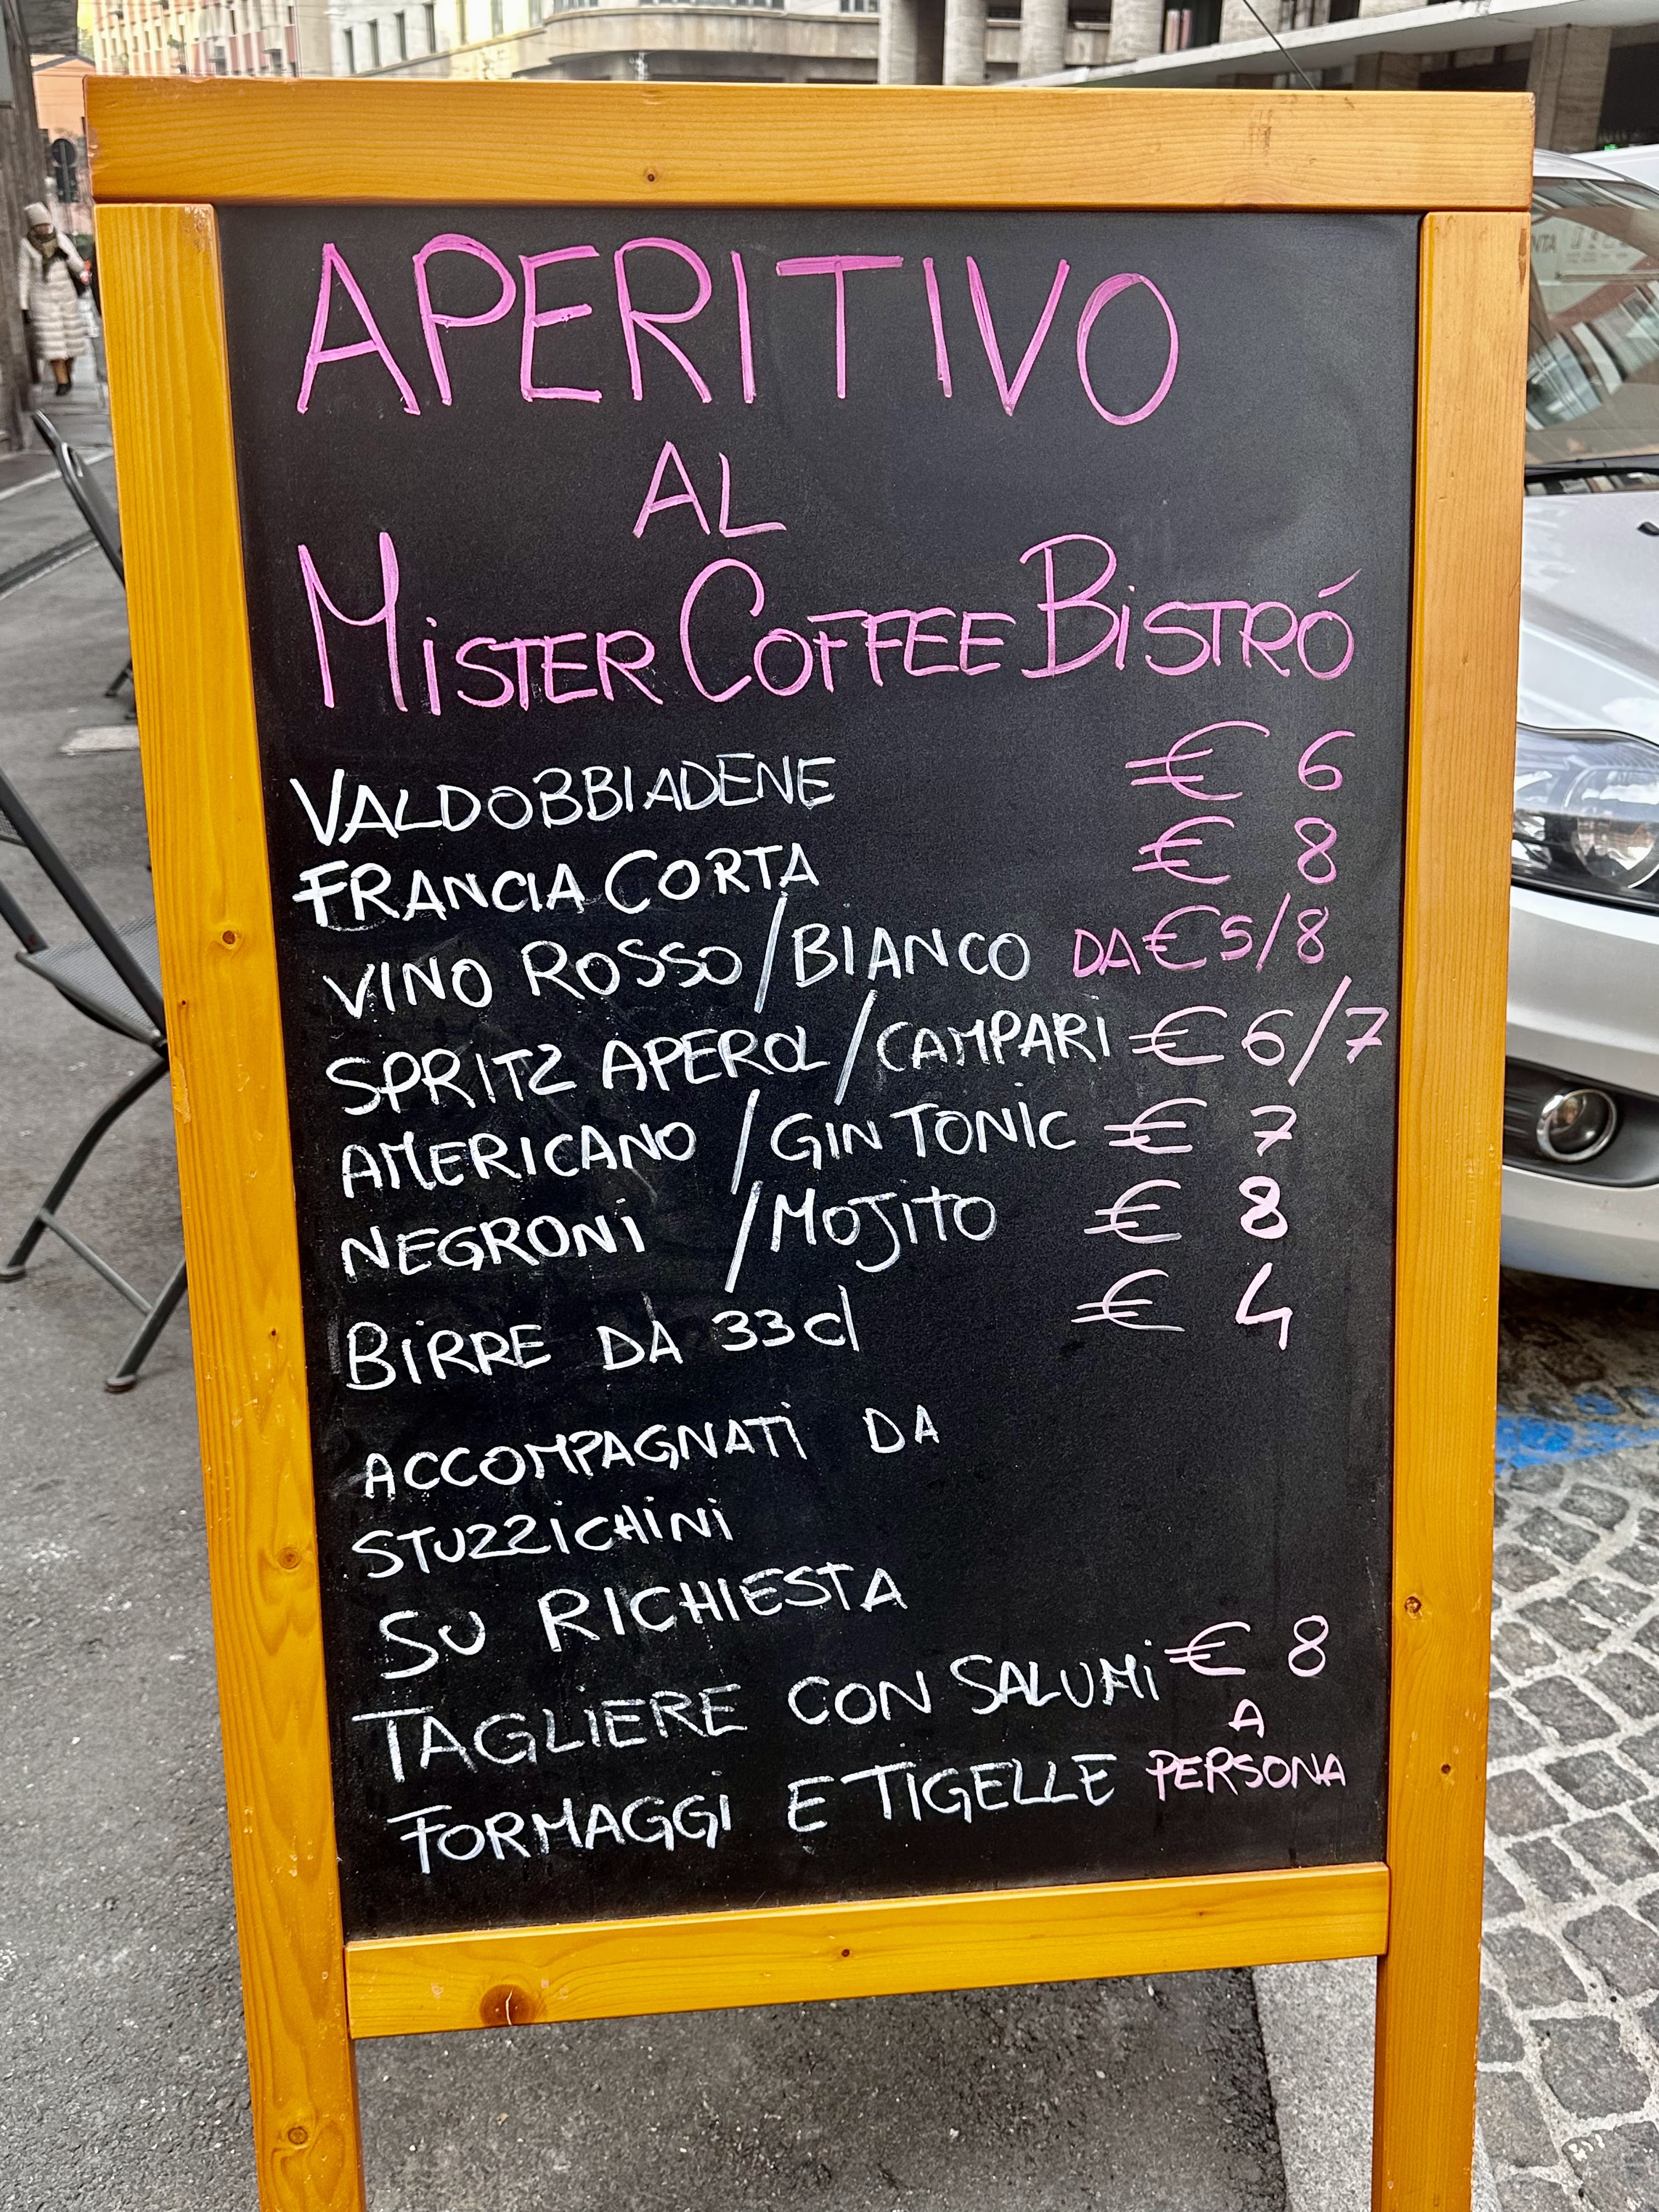 APERITIVO
AL
MISTER COFFEE BISTRÓ
VALDOBBIADENE € 6
FRANCIA CORTA € 8
VINO ROSSO/BIANCO DA € 5/8
SPRITZ APEROL/CAMPARI € 6/7
AMERICANO /GIN TONIC € 7
NEGRONI /MOJITO € 8
BIRRE DA 33cl € 4
ACCOMPAGNATI DA
STUZZICHINI
SU RICHIESTA
TAGLIERE CON SALUMI € 8
A
FORMAGGI E TIGELLE PERSONA